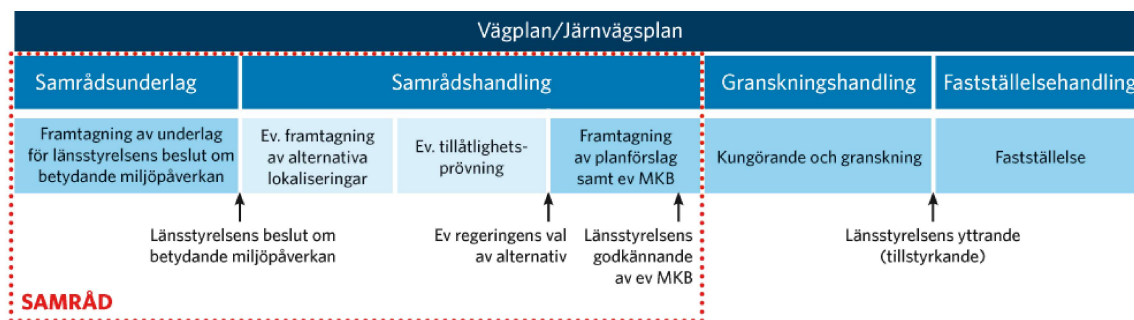 Vägplan/Järnvägsplan
Samrådsunderlag
Samrådshandling
Granskningshandling
Fastställelsehandling
Framtagning av underlag
för länsstyrelsens beslut om
betydande miljöpåverkan
Ev. framtagning
av alternativa
lokaliseringar
Ev. tillåtlighets-
prövning
Framtagning
av planförslag
samt ev MKB
Kungörande och granskning
Fastställelse
Länsstyrelsens beslut om
betydande miljöpåverkan
Ev regeringens val
av alternativ
Länsstyrelsens
godkännande
av ev MKB
Länsstyrelsens yttrande
(tillstyrkande)
SAMRÅD